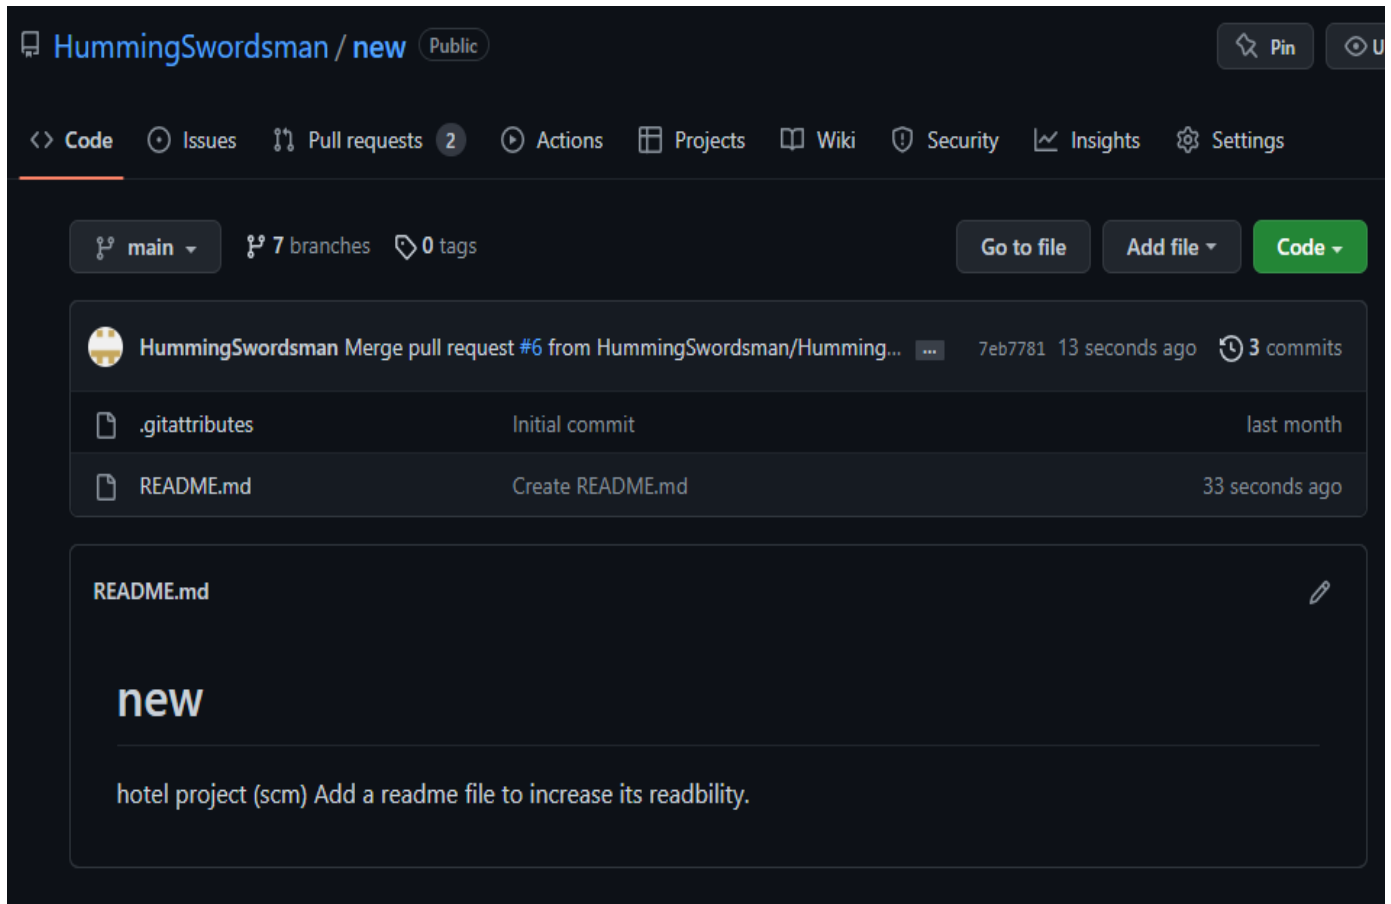 HummingSwordsman / new Public
Pin
Code Issues Pull requests 2 Actions Projects Wiki Security Insights Settings
main 7 branches 0 tags Go to file Add file Code
HummingSwordsman Merge pull request #6 from HummingSwordsman/Humming... ... 7eb7781 13 seconds ago 3 commits
.gitattributes Initial commit last month
README.md Create README.md 33 seconds ago
README.md
new
hotel project (scm) Add a readme file to increase its readbility.